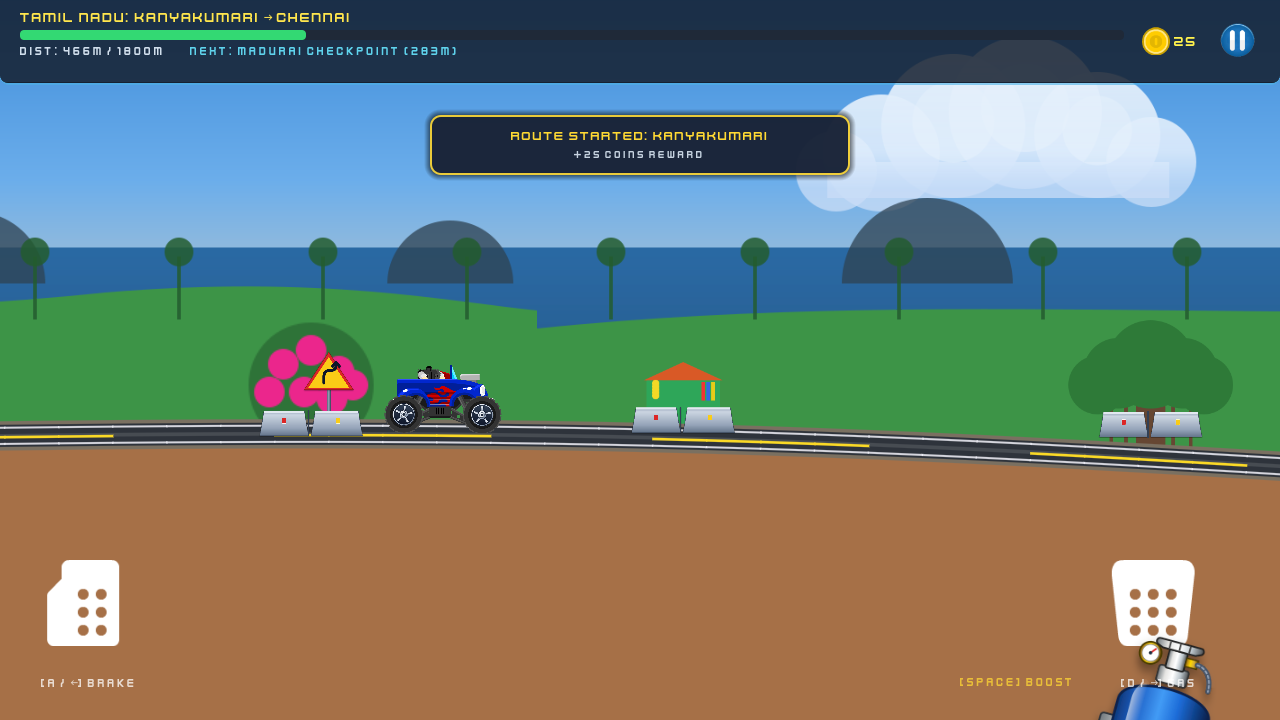 TAMIL NADU: KANYAKUMARI → CHENNAI
DIST: 466M / 1800M
NEXT: MADURAI CHECKPOINT (283M)
25
ROUTE STARTED: KANYAKUMARI
+25 COINS REWARD
[A / ←] BRAKE
[SPACE] BOOST
[D / →] GAS